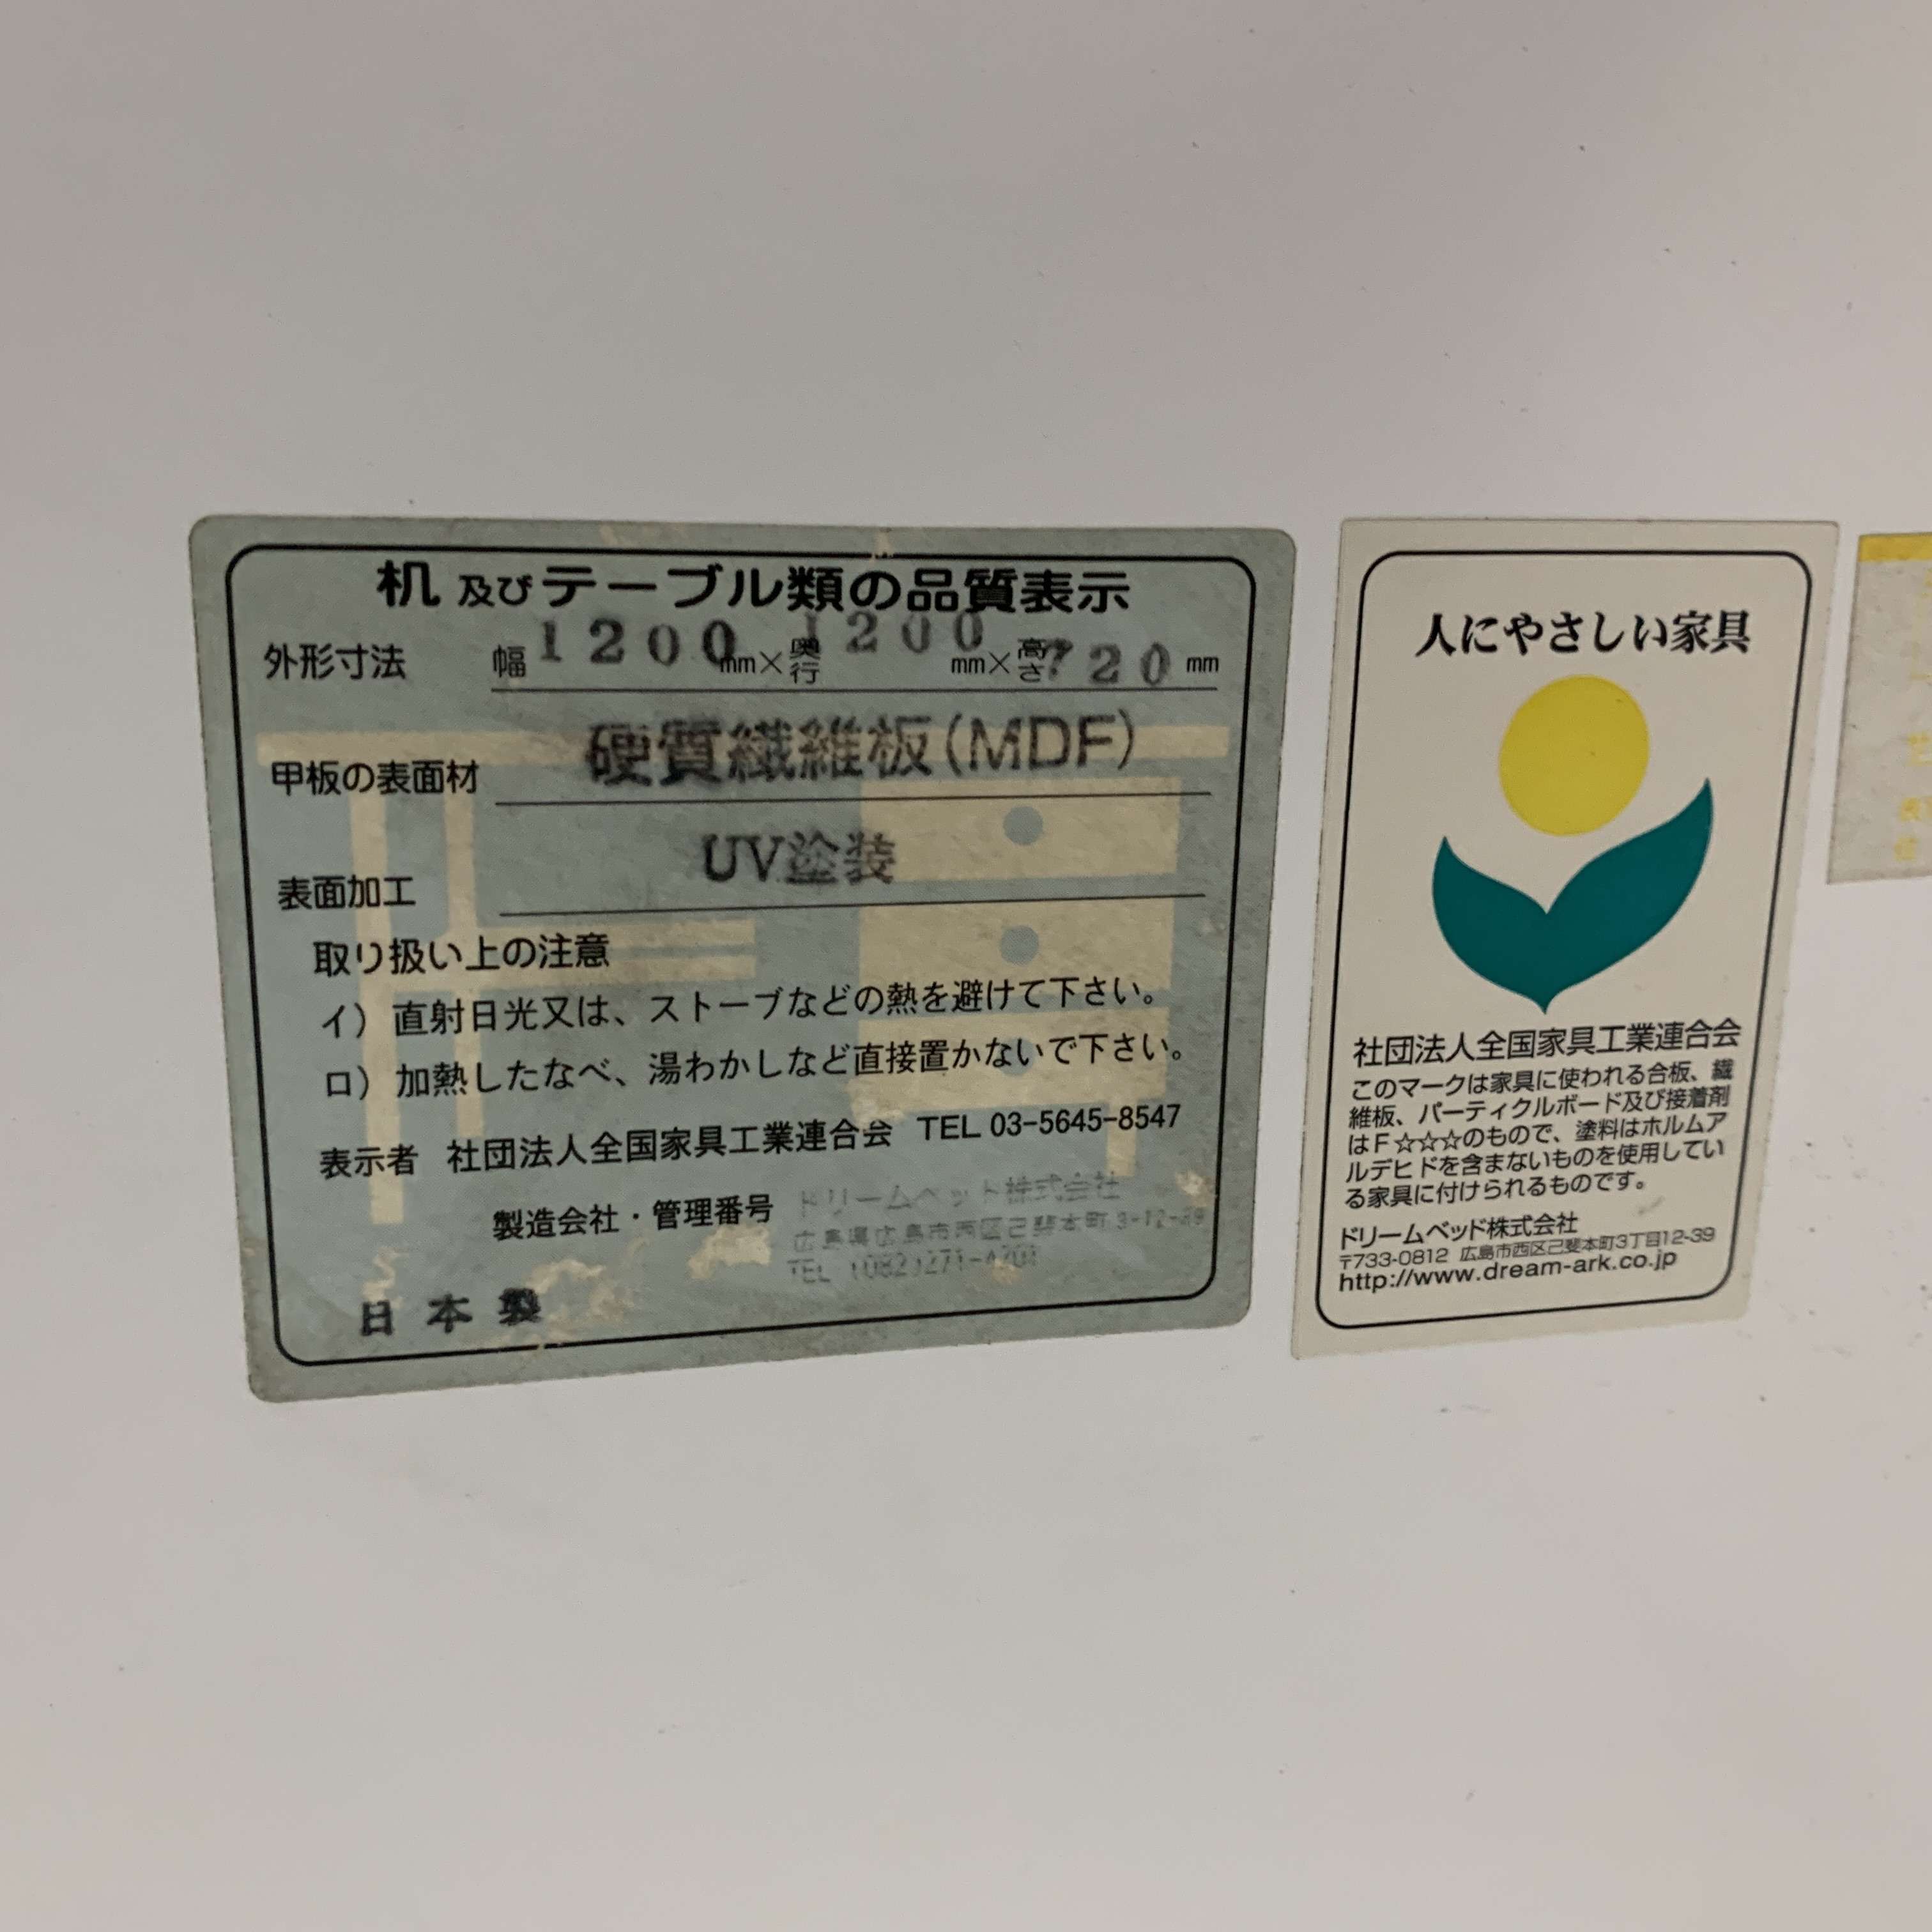 机及びテーブル類の品質表示
外形寸法 幅 1200 mm×奥行 1200 mm×高さ 720 mm
甲板の表面材 硬質繊維板(MDF)
表面加工 UV塗装
取り扱い上の注意
イ) 直射日光又は、ストーブなどの熱を避けて下さい。
ロ) 加熱したなべ、湯わかしなど直接置かないで下さい。
表示者 社団法人全国家具工業連合会 TEL 03-5645-8547
製造会社・管理番号 ドリームベッド株式会社
広島県広島市西区己斐本町3-12-39
TEL (082)271-4201
日本製
人にやさしい家具
社団法人全国家具工業連合会
このマークは家具に使われる合板、繊
維板、パーティクルボード及び接着剤
はF☆☆☆のもので、塗料はホルムア
ルデヒドを含まないものを使用してい
る家具に付けられるものです。
ドリームベッド株式会社
〒733-0812 広島市西区己斐本町3丁目12-39
http://www.dream-ark.co.jp